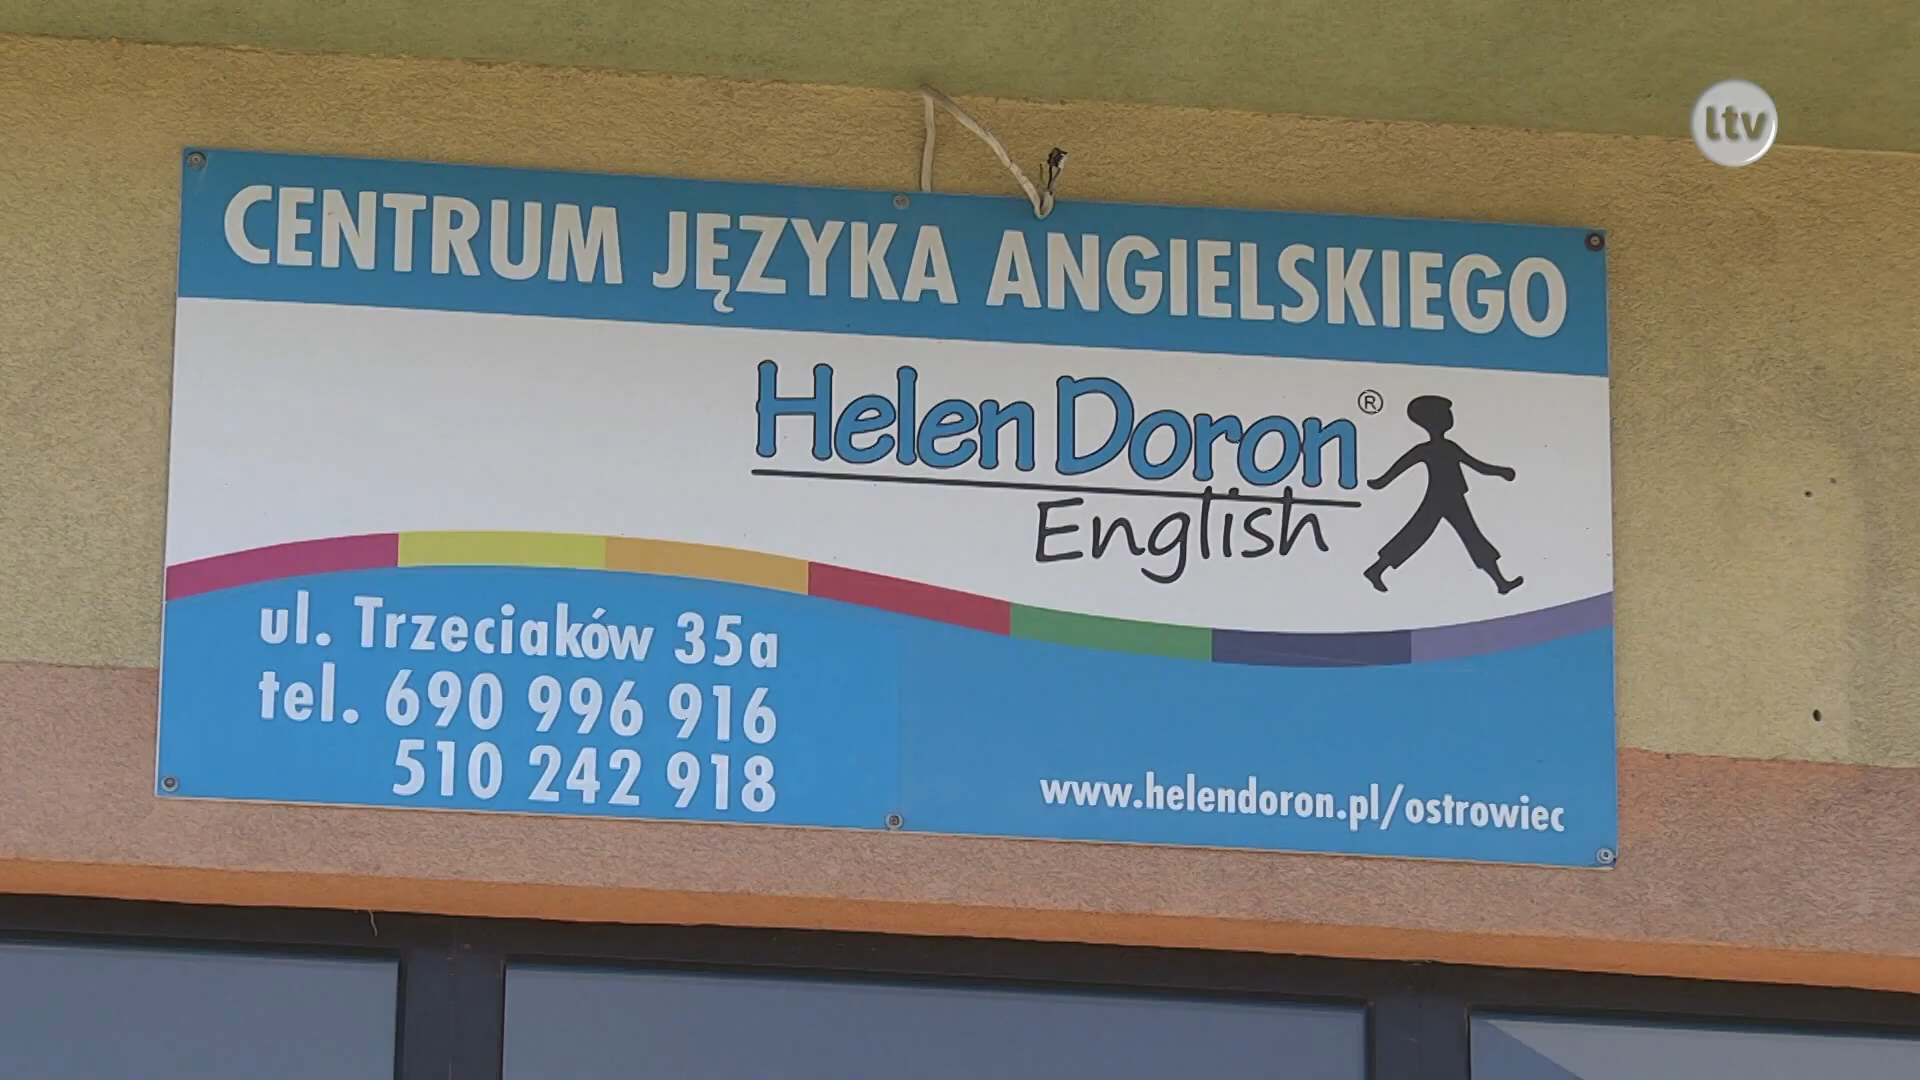 ltv
CENTRUM JĘZYKA ANGIELSKIEGO
Helen Doron®
English
ul. Trzeciaków 35a
tel. 690 996 916
510 242 918
www.helendoron.pl/ostrowiec